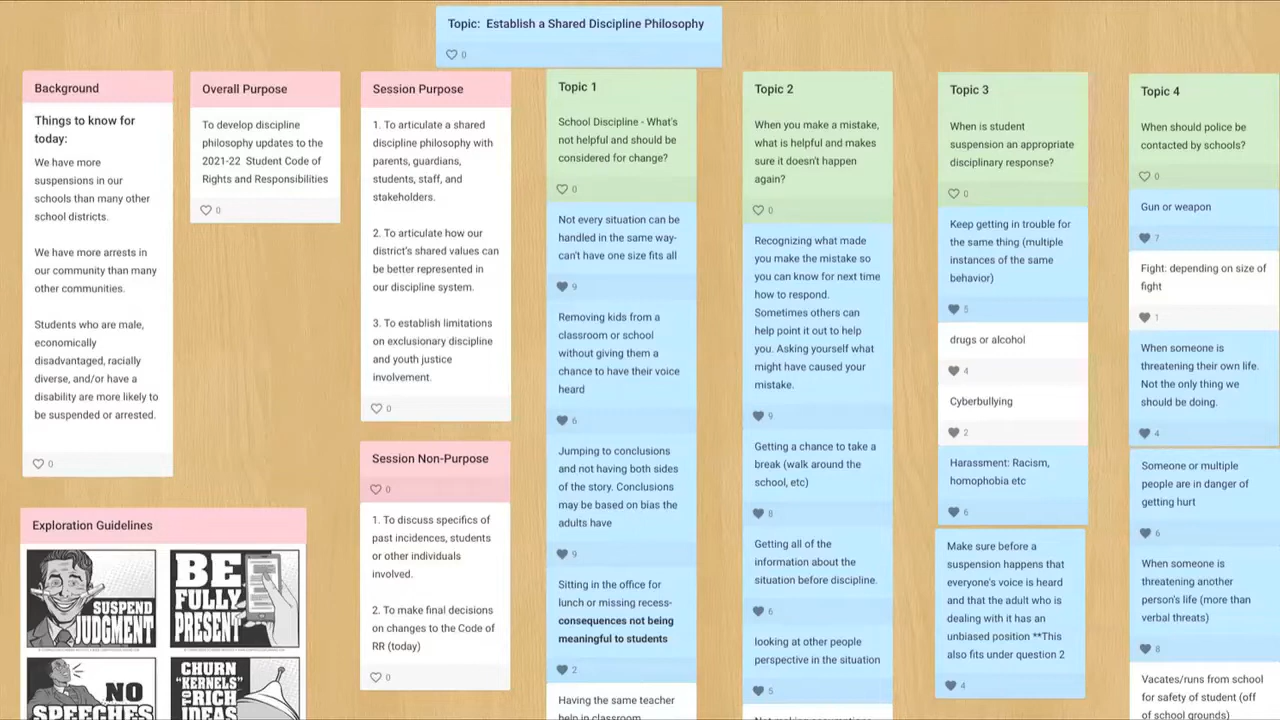 Topic: Establish a Shared Discipline Philosophy
0
Background
Things to know for
today:
We have more
suspensions in our
schools than many other
school districts.
We have more arrests in
our community than many
other communities.
Students who are male,
economically
disadvantaged, racially
diverse, and/or have a
disability are more likely to
be suspended or arrested.
0
Exploration Guidelines
SUSPEND
JUDGMENT
BE
FULLY
PRESENT
NO
SPEECHES
CHURN
"KERNELS"
TO RICH
IDEAS
Overall Purpose
To develop discipline
philosophy updates to the
2021-22 Student Code of
Rights and Responsibilities
0
Session Purpose
1. To articulate a shared
discipline philosophy with
parents, guardians,
students, staff, and
stakeholders.
2. To articulate how our
district's shared values can
be better represented in
our discipline system.
3. To establish limitations
on exclusionary discipline
and youth justice
involvement.
0
Session Non-Purpose
0
1. To discuss specifics of
past incidences, students
or other individuals
involved.
2. To make final decisions
on changes to the Code of
RR (today)
0
Topic 1
School Discipline - What's
not helpful and should be
considered for change?
0
Not every situation can be
handled in the same way-
can't have one size fits all
9
Removing kids from a
classroom or school
without giving them a
chance to have their voice
heard
6
Jumping to conclusions
and not having both sides
of the story. Conclusions
may be based on bias the
adults have
9
Sitting in the office for
lunch or missing recess-
consequences not being
meaningful to students
2
Having the same teacher
help in classroom
Topic 2
When you make a mistake,
what is helpful and makes
sure it doesn't happen
again?
0
Recognizing what made
you make the mistake so
you can know for next time
how to respond.
Sometimes others can
help point it out to help
you. Asking yourself what
might have caused your
mistake.
9
Getting a chance to take a
break (walk around the
school, etc)
8
Getting all of the
information about the
situation before discipline.
6
looking at other people
perspective in the situation
5
Not making assumptions
Topic 3
When is student
suspension an appropriate
disciplinary response?
0
Keep getting in trouble for
the same thing (multiple
instances of the same
behavior)
5
drugs or alcohol
4
Cyberbullying
2
Harassment: Racism,
homophobia etc
6
Make sure before a
suspension happens that
everyone's voice is heard
and that the adult who is
dealing with it has an
unbiased position **This
also fits under question 2
4
Topic 4
When should police be
contacted by schools?
0
Gun or weapon
7
Fight: depending on size of
fight
1
When someone is
threatening their own life.
Not the only thing we
should be doing.
4
Someone or multiple
people are in danger of
getting hurt
6
When someone is
threatening another
person's life (more than
verbal threats)
8
Vacates/runs from school
for safety of student (off
of school grounds)